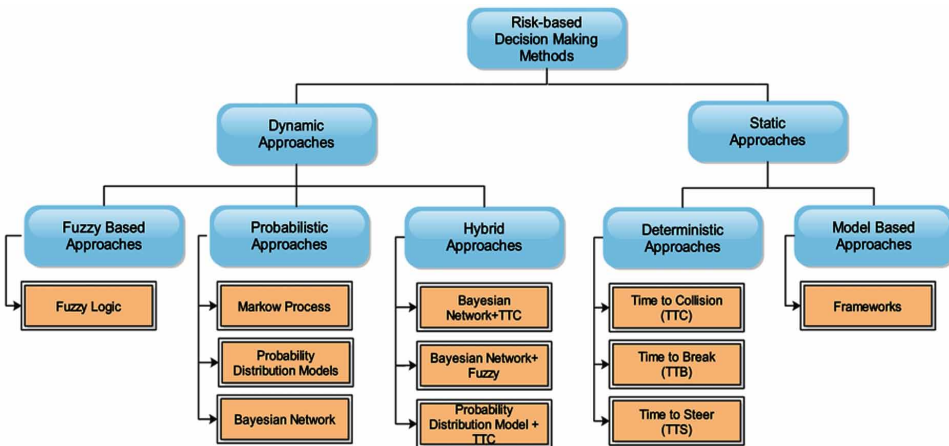 Risk-based
Decision Making
Methods
Dynamic
Approaches
Static
Approaches
Fuzzy Based
Approaches
Probabilistic
Approaches
Hybrid
Approaches
Deterministic
Approaches
Model Based
Approaches
Fuzzy Logic
Markow Process
Probability
Distribution Models
Bayesian Network
Bayesian
Network+TTC
Bayesian Network+
Fuzzy
Probability
Distribution Model +
TTC
Time to Collision
(TTC)
Time to Break
(TTB)
Time to Steer
(TTS)
Frameworks